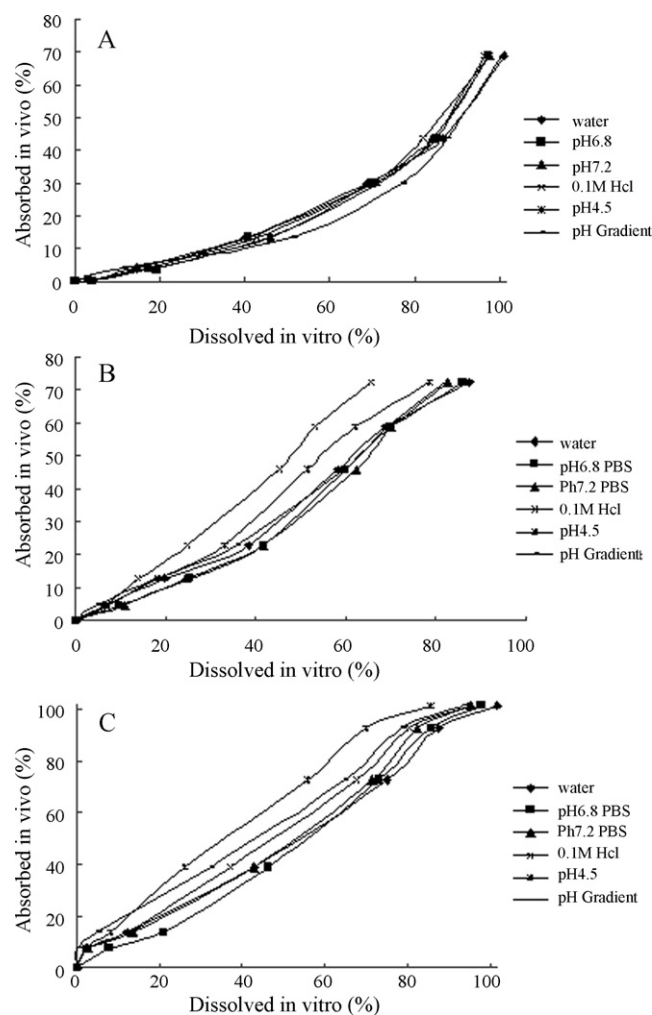 A
Absorbed in vivo (%)
80
70
60
50
40
30
20
10
0
0 20 40 60 80 100
Dissolved in vitro (%)
water
pH6.8
pH7.2
0.1M Hcl
pH4.5
pH Gradient
B
Absorbed in vivo (%)
80
70
60
50
40
30
20
10
0
0 20 40 60 80 100
Dissolved in vitro (%)
water
pH6.8 PBS
Ph7.2 PBS
0.1M Hcl
pH4.5
pH Gradient
C
Absorbed in vivo (%)
100
80
60
40
20
0
0 20 40 60 80 100
Dissolved in vitro (%)
water
pH6.8 PBS
Ph7.2 PBS
0.1M Hcl
pH4.5
pH Gradient